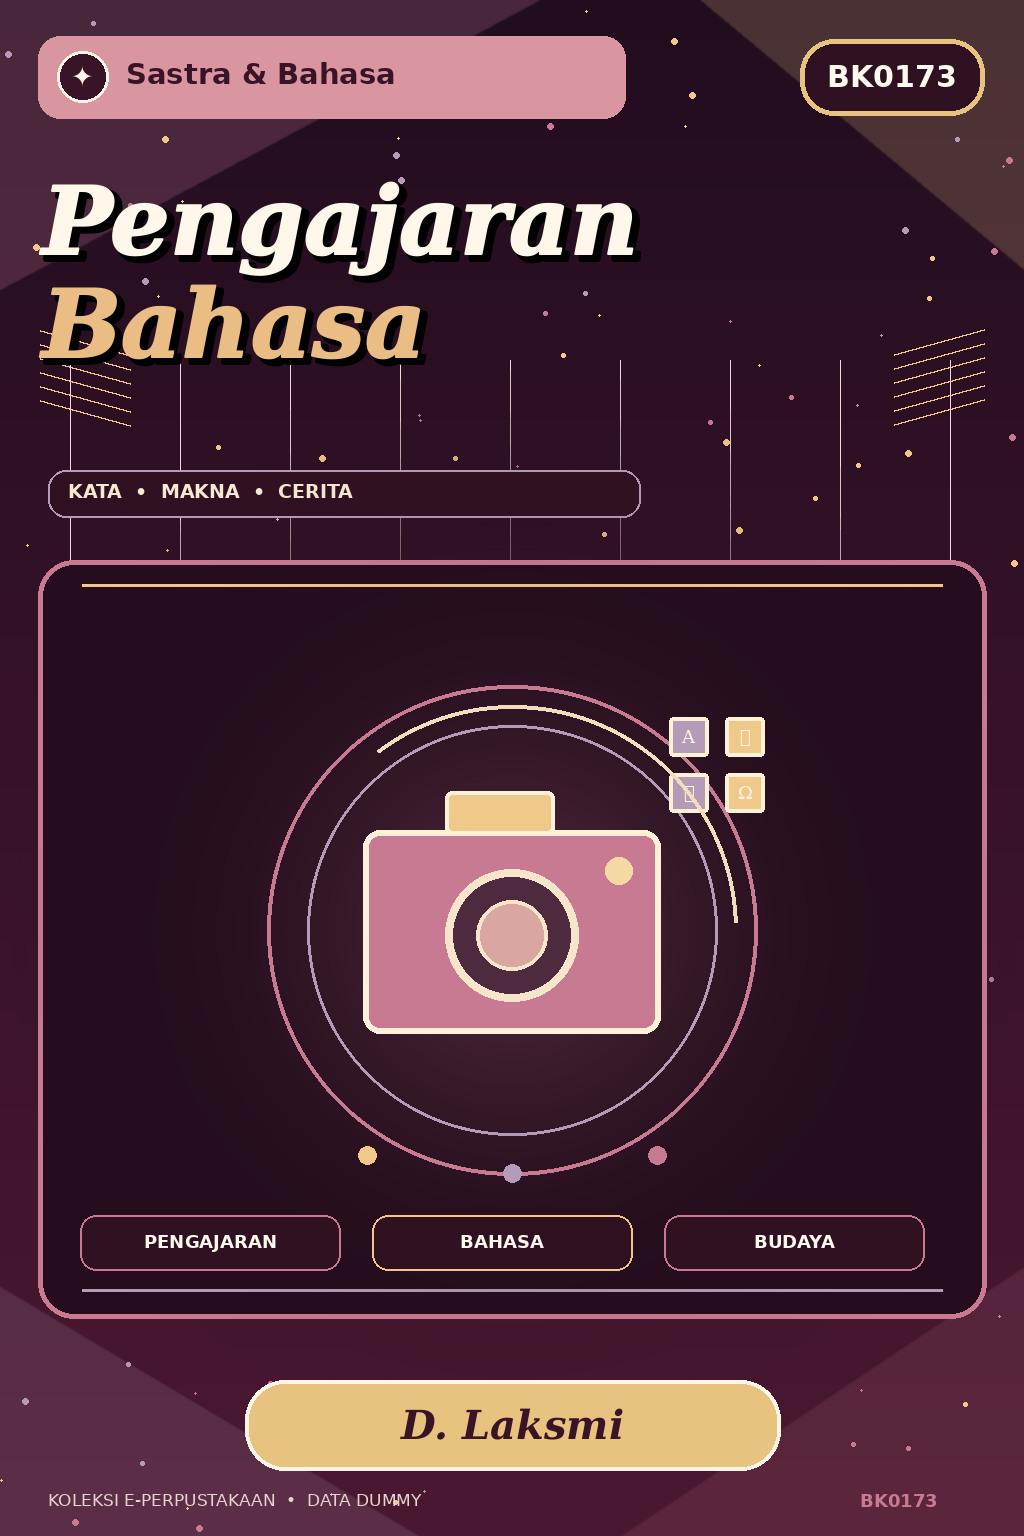 Sastra & Bahasa
BK0173
Pengajaran
Bahasa
KATA • MAKNA • CERITA
A
Ω
PENGAJARAN
BAHASA
BUDAYA
D. Laksmi
KOLEKSI E-PERPUSTAKAAN • DATA DUMMY
BK0173